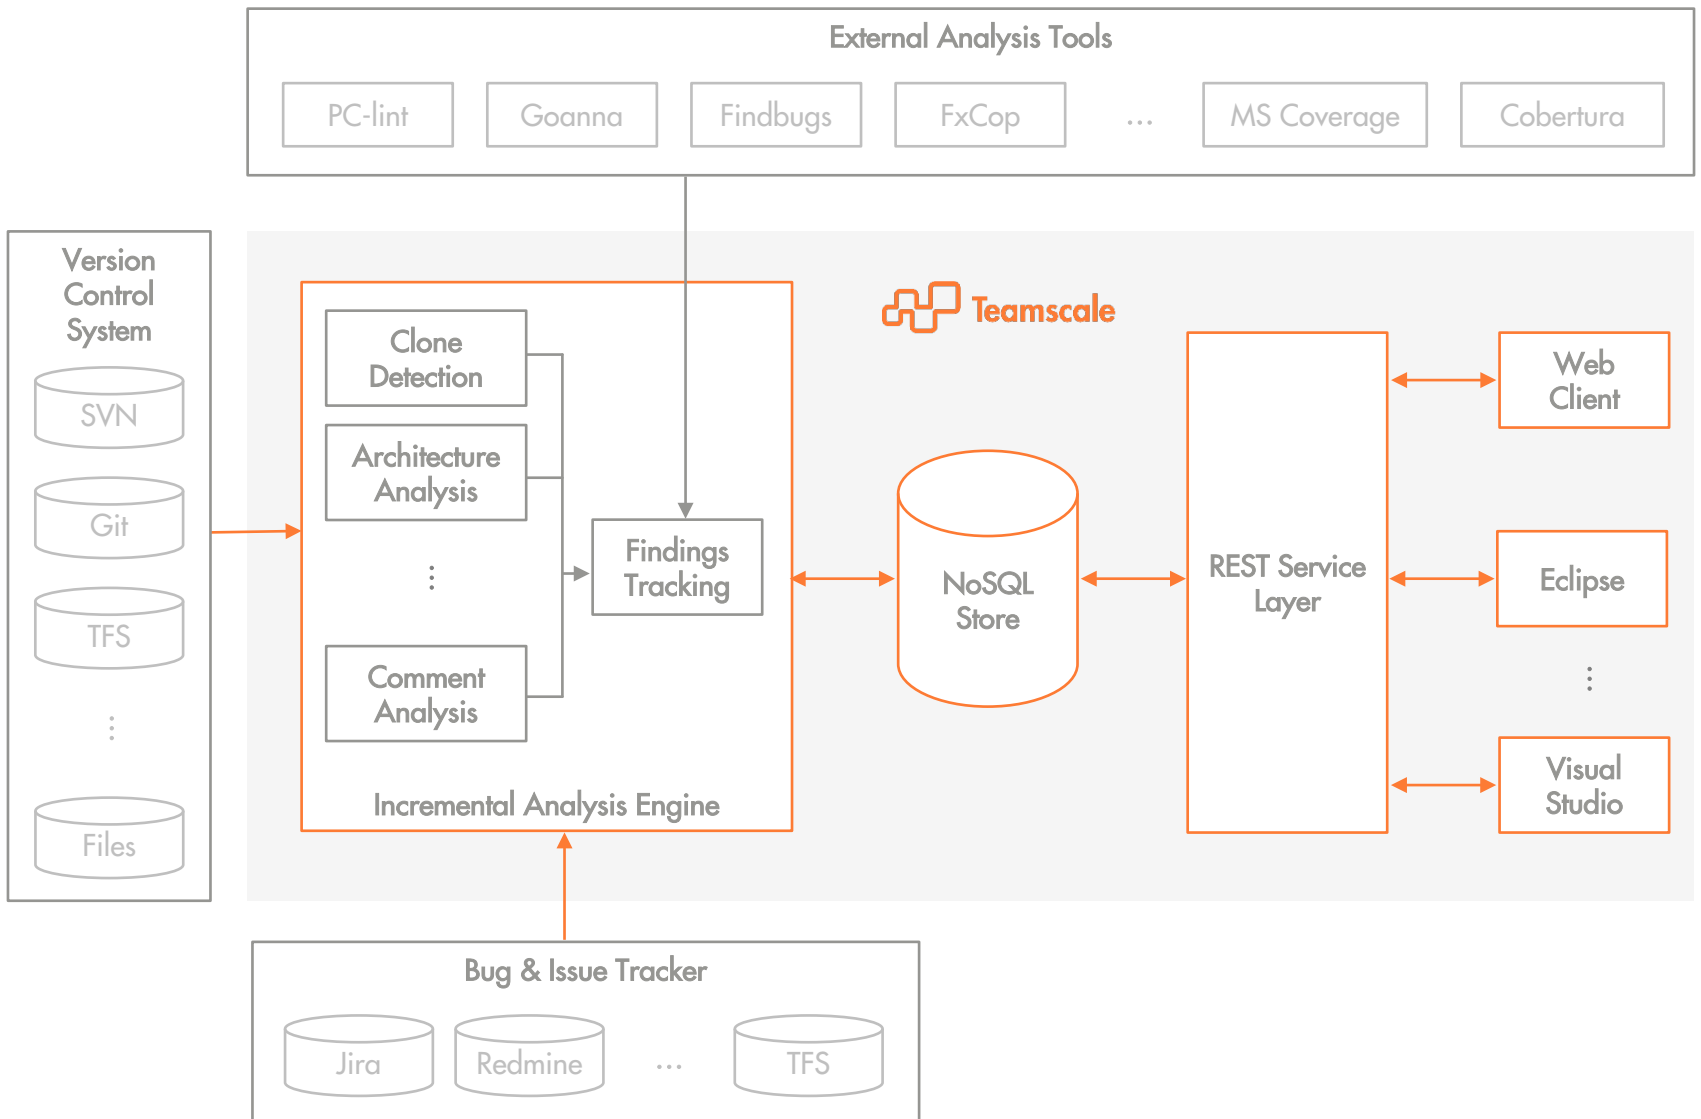 External Analysis Tools
PC-lint
Goanna
Findbugs
FxCop
...
MS Coverage
Cobertura
Version
Control
System
SVN
Git
TFS
...
Files
Clone
Detection
Architecture
Analysis
...
Comment
Analysis
Findings
Tracking
Incremental Analysis Engine
Teamscale
NoSQL
Store
REST Service
Layer
Web
Client
Eclipse
...
Visual
Studio
Bug & Issue Tracker
Jira
Redmine
...
TFS